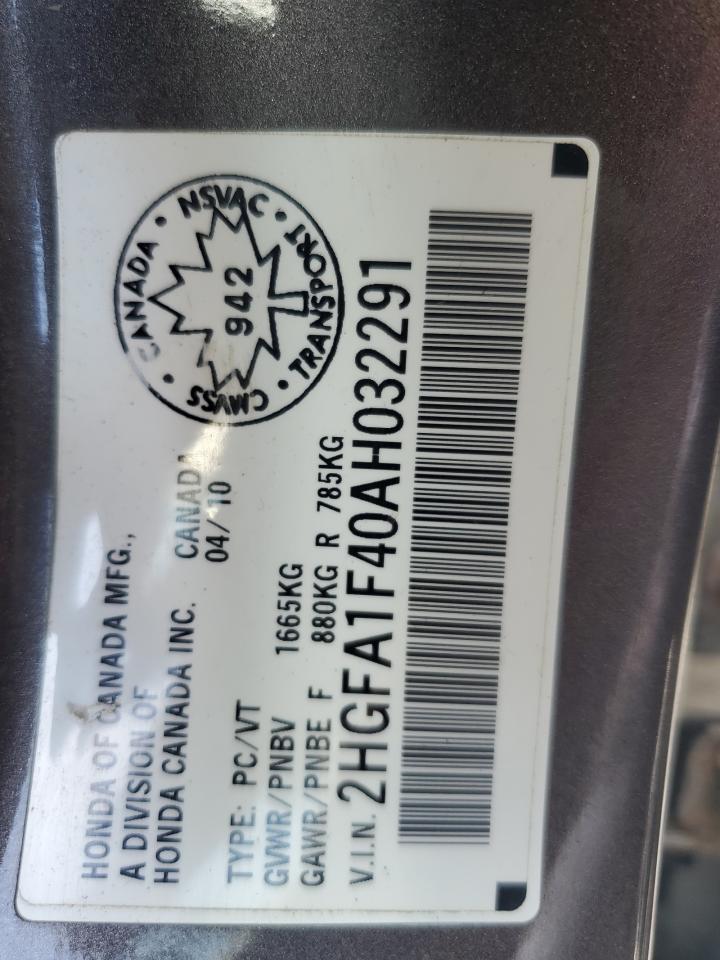 HONDA OF CANADA MFG.,
A DIVISION OF
HONDA CANADA INC. CANADA
04/10
TYPE: PC/VT
GVWR/PNBV 1665KG
GAWR/PNBE F 880KG R 785KG
V.I.N. 2HGFA1F40AH032291
CANADA • NSVAC • TRANSPORT • CMVSS •
942